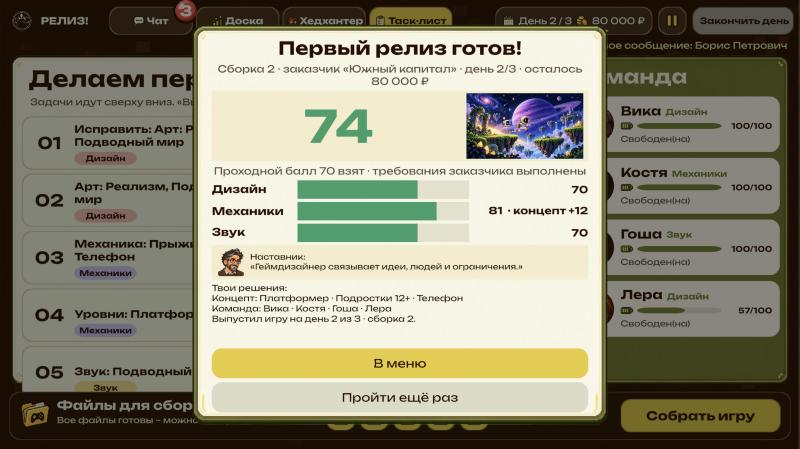 РЕЛИЗ!
Чат
3
Доска
Хедхантер
Таск-лист
День 2 / 3
80 000 ₽
Закончить день
ое сообщение: Борис Петрович
Делаем пер
Задачи идут сверху вниз. «Вы
01
Исправить: Арт: Р
Подводный мир
Дизайн
02
Арт: Реализм, Под
мир
Дизайн
03
Механика: Прыжк
Телефон
Механики
04
Уровни: Платфор
Механики
05
Звук: Подводный
Звук
Первый релиз готов!
Сборка 2 · заказчик «Южный капитал» · день 2/3 · осталось
80 000 ₽
74
Проходной балл 70 взят · требования заказчика выполнены
Дизайн
70
Механики
81 · концепт +12
Звук
70
Наставник:
«Геймдизайнер связывает идеи, людей и ограничения.»
Твои решения:
Концепт: Платформер · Подростки 12+ · Телефон
Команда: Вика · Костя · Гоша · Лера
Выпустил игру на день 2 из 3 · сборка 2.
В меню
Пройти ещё раз
манда
Вика Дизайн
100/100
Свободен(на)
Костя Механики
100/100
Свободен(на)
Гоша Звук
100/100
Свободен(на)
Лера Дизайн
57/100
Свободен(на)
Файлы для сбор
Все файлы готовы – можно
Собрать игру